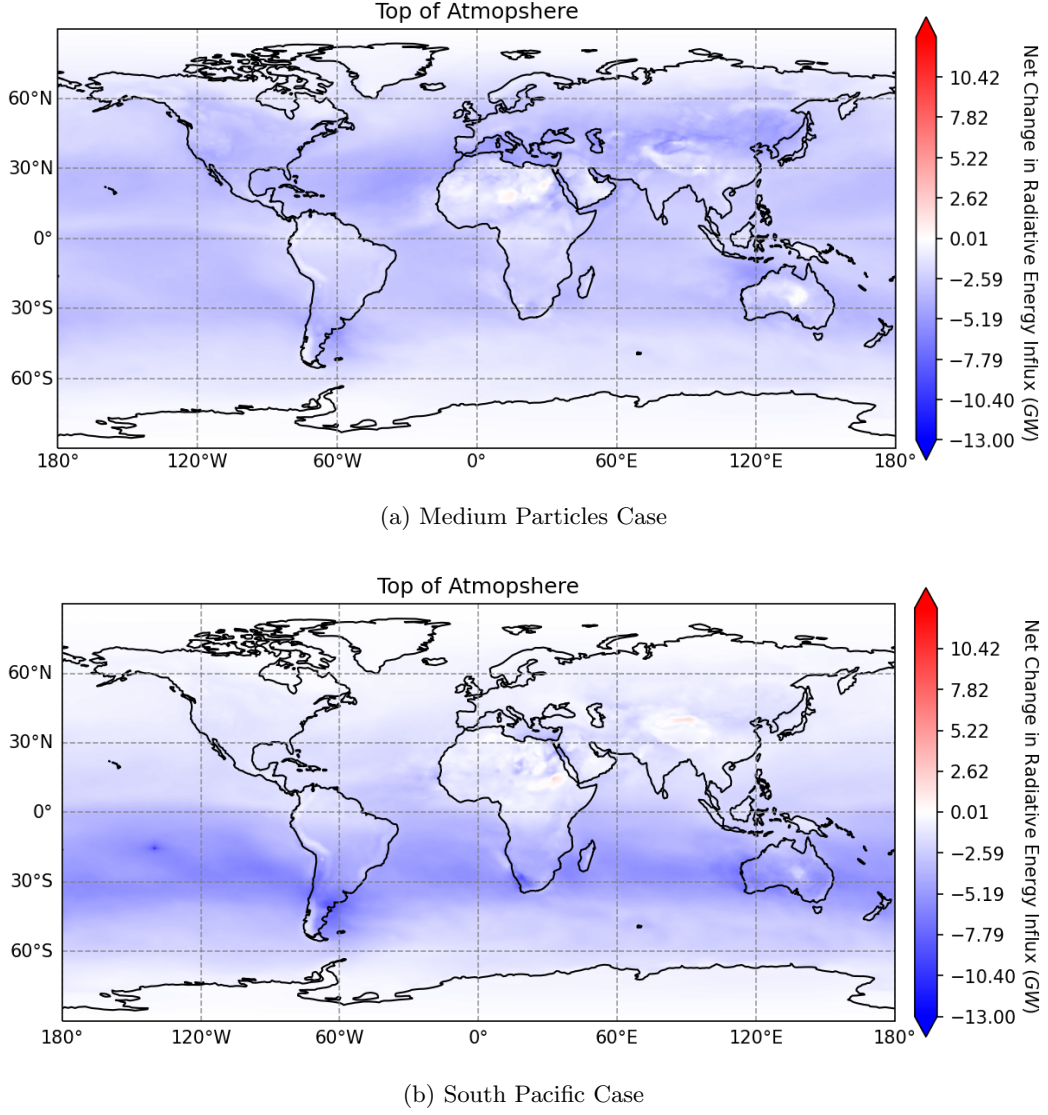 Top of Atmopshere
60°N
30°N
0°
30°S
60°S
180°
120°W
60°W
0°
60°E
120°E
180°
10.42
7.82
5.22
2.62
0.01
−2.59
−5.19
−7.79
−10.40
−13.00
Net Change in Radiative Energy Influx (GW)
(a) Medium Particles Case
Top of Atmopshere
60°N
30°N
0°
30°S
60°S
180°
120°W
60°W
0°
60°E
120°E
180°
10.42
7.82
5.22
2.62
0.01
−2.59
−5.19
−7.79
−10.40
−13.00
Net Change in Radiative Energy Influx (GW)
(b) South Pacific Case